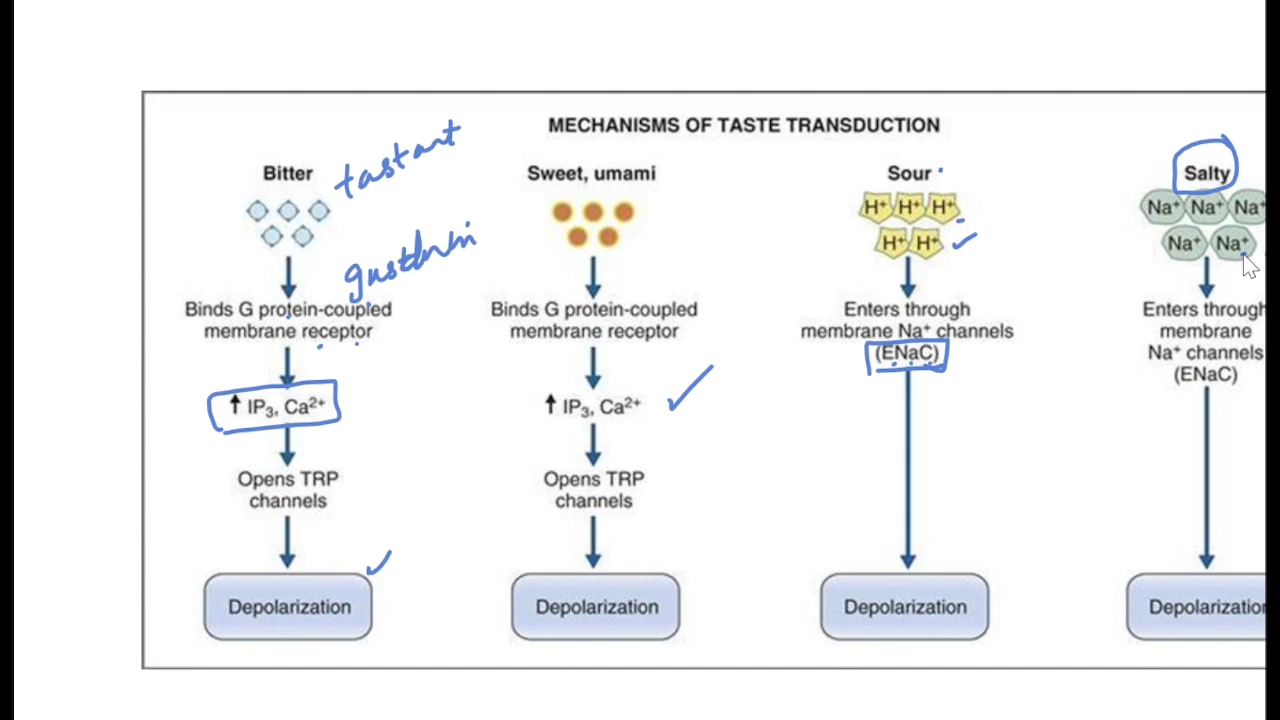 MECHANISMS OF TASTE TRANSDUCTION
Bitter
tastant
gustducin
Binds G protein-coupled
membrane receptor
↑ IP₃, Ca²⁺
Opens TRP
channels
Depolarization
Sweet, umami
Binds G protein-coupled
membrane receptor
↑ IP₃, Ca²⁺
Opens TRP
channels
Depolarization
Sour
H⁺ H⁺ H⁺
H⁺ H⁺
Enters through
membrane Na⁺ channels
(ENaC)
Depolarization
Salty
Na⁺ Na⁺ Na⁺
Na⁺ Na⁺
Enters through
membrane
Na⁺ channels
(ENaC)
Depolarization